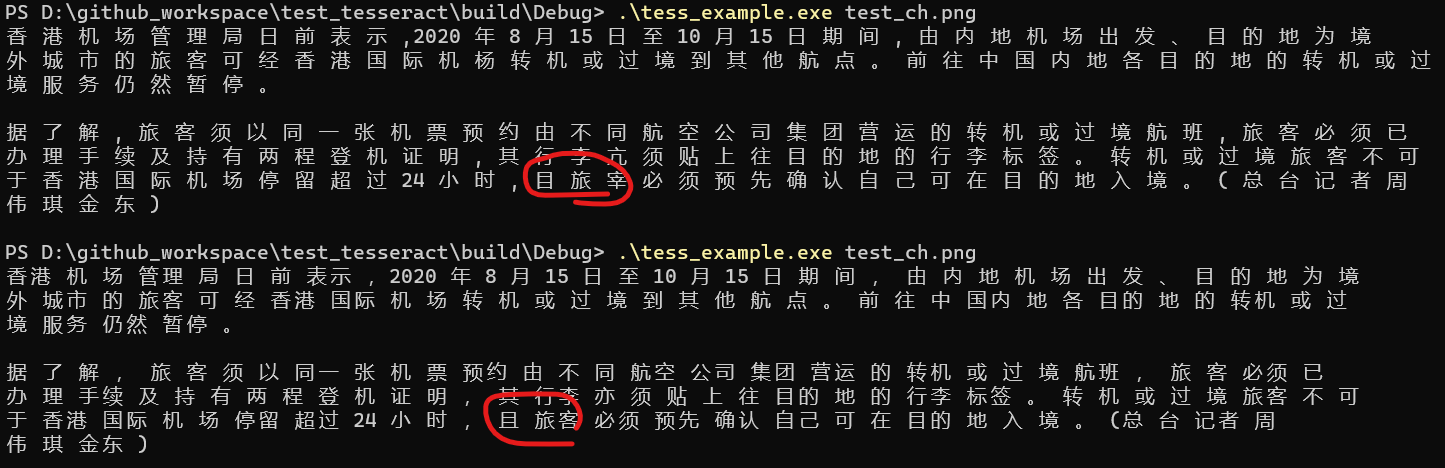 PS D:\github_workspace\test_tesseract\build\Debug> .\tess_example.exe test_ch.png
香 港 机 场 管 理 局 日 前 表 示 ,2020 年 8 月 15 日 至 10 月 15 日 期 间 , 由 内 地 机 场 出 发 、 目 的 地 为 境
外 城 市 的 旅 客 可 经 香 港 国 际 机 杨 转 机 或 过 境 到 其 他 航 点 。 前 往 中 国 内 地 各 目 的 地 的 转 机 或 过
境 服 务 仍 然 暂 停 。

据 了 解 , 旅 客 须 以 同 一 张 机 票 预 约 由 不 同 航 空 公 司 集 团 营 运 的 转 机 或 过 境 航 班 , 旅 客 必 须 已
办 理 手 续 及 持 有 两 程 登 机 证 明 , 其 行 李 亢 须 贴 上 往 目 的 地 的 行 李 标 签 。 转 机 或 过 境 旅 客 不 可
于 香 港 国 际 机 场 停 留 超 过 24 小 时 , 目 旅 宰 必 须 预 先 确 认 自 己 可 在 目 的 地 入 境 。 ( 总 台 记 者 周
伟 琪 金 东 )

PS D:\github_workspace\test_tesseract\build\Debug> .\tess_example.exe test_ch.png
香港 机 场 管理 局 日 前 表示 , 2020 年 8 月 15 日 至 10 月 15 日 期 间 , 由 内 地 机 场 出 发 、 目 的 地 为 境
外 城市 的 旅客 可 经 香港 国际 机 场 转 机 或 过 境 到 其 他 航 点 。 前 往 中 国内 地 各 目的 地 的 转机 或 过
境 服务 仍然 暂停 。

据 了 解 , 旅 客 须 以 同一 张 机 票 预约 由 不 同 航空 公司 集团 营运 的 转机 或 过 境 航班 , 旅 客 必须 已
办 理 手续 及 持 有 两 程 登 机 证 明 , 其 行李 亦 须 贴 上 往 目的 地 的 行李 标签 。 转 机 或 过 境 旅客 不 可
于 香港 国际 机 场 停留 超过 24 小 时 , 且 旅客 必须 预先 确认 自己 可 在 目的 地 入 境 。 (总 台 记者 周
伟 琪 金东 )